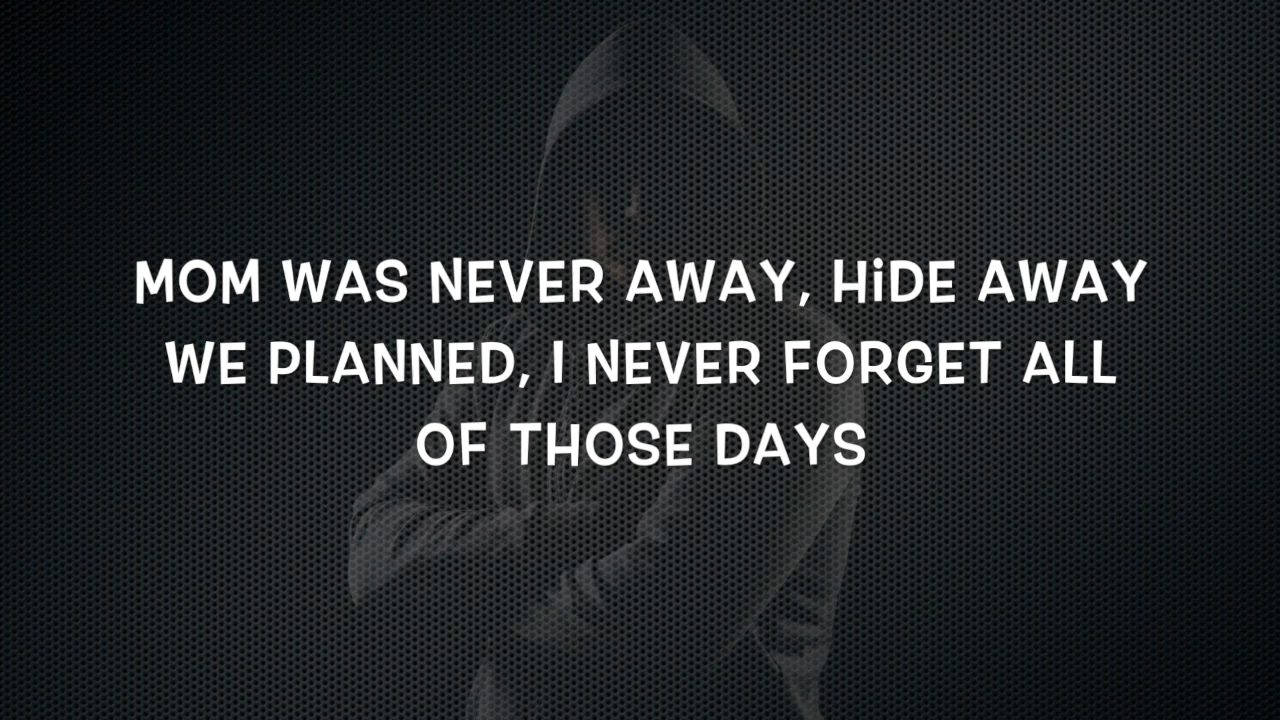 MOM WAS NEVER AWAY, HiDE AWAY
WE PLANNED, I NEVER FORGET ALL
OF THOSE DAYS